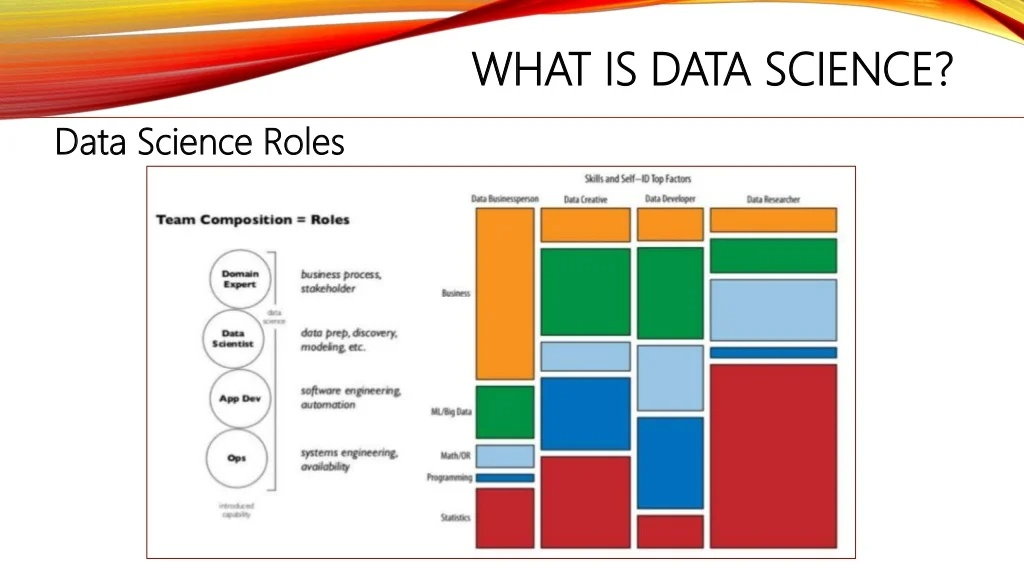 WHAT IS DATA SCIENCE?
Data Science Roles
Team Composition = Roles
Domain
Expert
business process,
stakeholder
data
science
Data
Scientist
data prep, discovery,
modeling, etc.
App Dev
software engineering,
automation
Ops
systems engineering,
availability
introduced
capability
Skills and Self-ID Top Factors
Data Businessperson Data Creative Data Developer Data Researcher
Business
ML/Big Data
Math/OR
Programming
Statistics